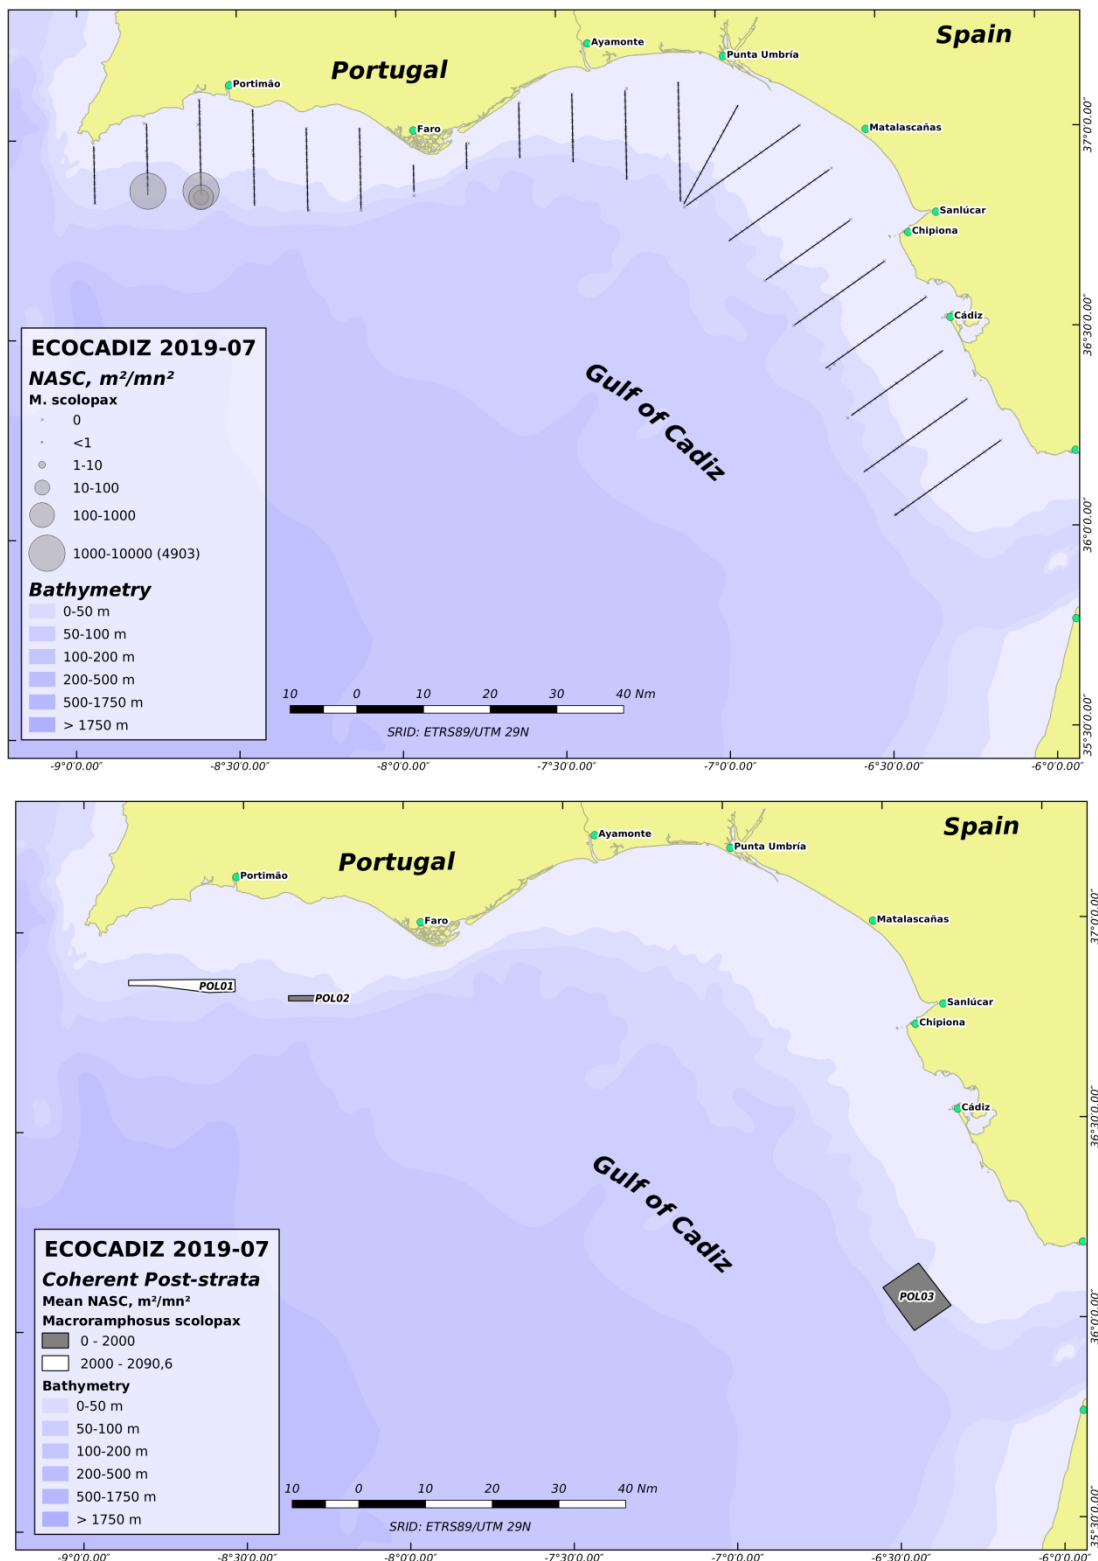 Spain
Portugal
Ayamonte
Punta Umbría
Portimão
Faro
Matalascañas
Sanlúcar
Chipiona
Cádiz
Gulf of Cadiz
ECOCADIZ 2019-07
NASC, m²/mn²
M. scolopax
0
<1
1-10
10-100
100-1000
1000-10000 (4903)
Bathymetry
0-50 m
50-100 m
100-200 m
200-500 m
500-1750 m
> 1750 m
10 0 10 20 30 40 Nm
SRID: ETRS89/UTM 29N
37°0'0.00″
36°30'0.00″
36°0'0.00″
35°30'0.00″
-9°0'0.00″ -8°30'0.00″ -8°0'0.00″ -7°30'0.00″ -7°0'0.00″ -6°30'0.00″ -6°0'0.00″
Spain
Portugal
Ayamonte
Punta Umbría
Portimão
Faro
Matalascañas
POL01
POL02
Sanlúcar
Chipiona
Cádiz
Gulf of Cadiz
POL03
ECOCADIZ 2019-07
Coherent Post-strata
Mean NASC, m²/mn²
Macroramphosus scolopax
0 - 2000
2000 - 2090,6
Bathymetry
0-50 m
50-100 m
100-200 m
200-500 m
500-1750 m
> 1750 m
10 0 10 20 30 40 Nm
SRID: ETRS89/UTM 29N
37°0'0.00″
36°30'0.00″
36°0'0.00″
35°30'0.00″
-9°0'0.00″ -8°30'0.00″ -8°0'0.00″ -7°30'0.00″ -7°0'0.00″ -6°30'0.00″ -6°0'0.00″